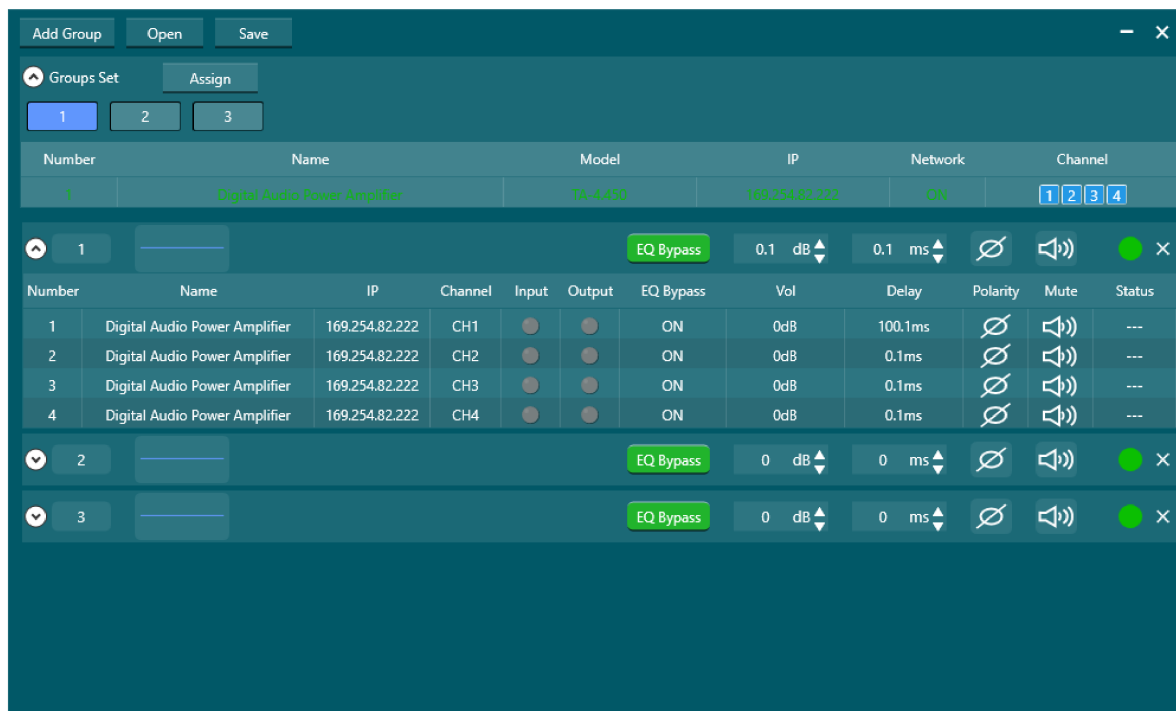 Add Group Open Save
Groups Set Assign
1 2 3
Number Name Model IP Network Channel
1 Digital Audio Power Amplifier 169.254.82.222 1 2 3 4
1 EQ Bypass 0.1 dB 0.1 ms
Number Name IP Channel Input Output EQ Bypass Vol Delay Polarity Mute Status
1 Digital Audio Power Amplifier 169.254.82.222 CH1 ON 0dB 100.1ms ---
2 Digital Audio Power Amplifier 169.254.82.222 CH2 ON 0dB 0.1ms ---
3 Digital Audio Power Amplifier 169.254.82.222 CH3 ON 0dB 0.1ms ---
4 Digital Audio Power Amplifier 169.254.82.222 CH4 ON 0dB 0.1ms ---
2 EQ Bypass 0 dB 0 ms
3 EQ Bypass 0 dB 0 ms